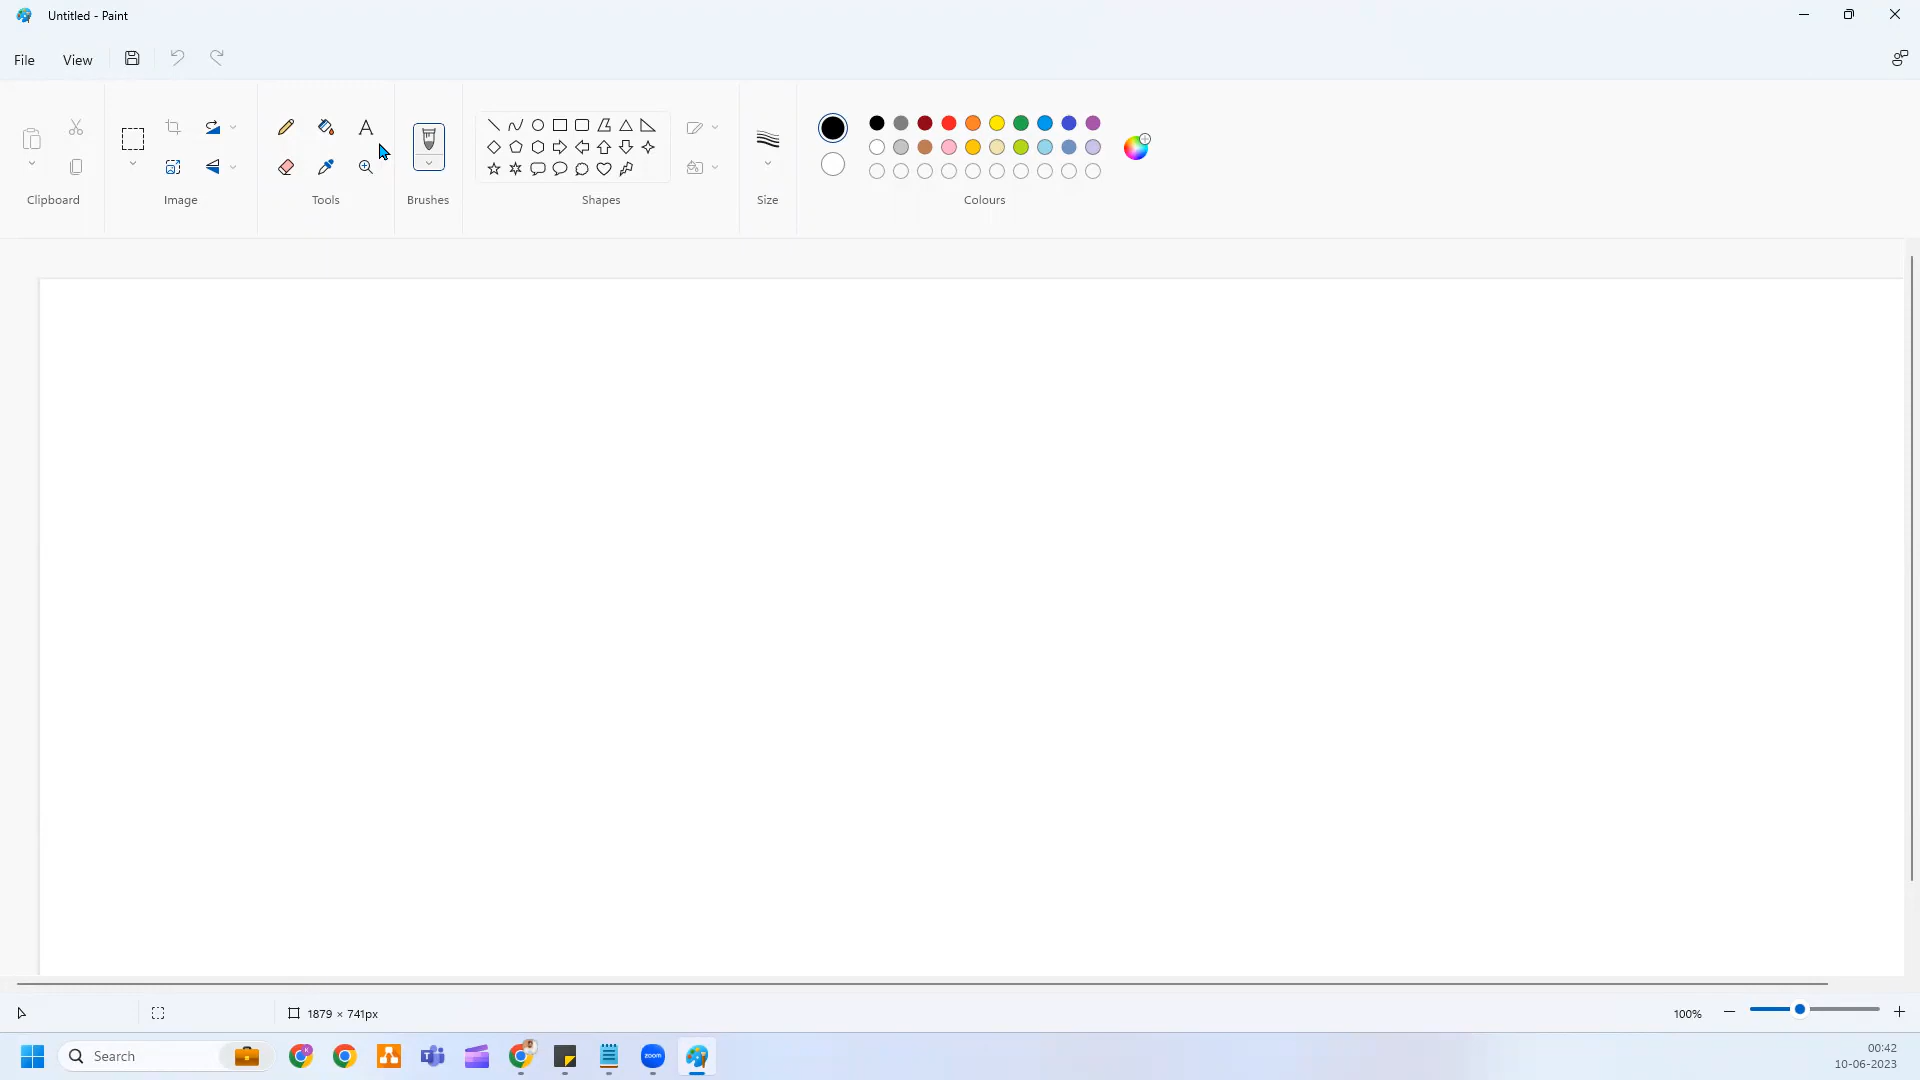 Untitled - Paint
File
View
Clipboard
Image
Tools
Brushes
Shapes
Size
Colours
1879 × 741px
100%
Search
zoom
00:42
10-06-2023